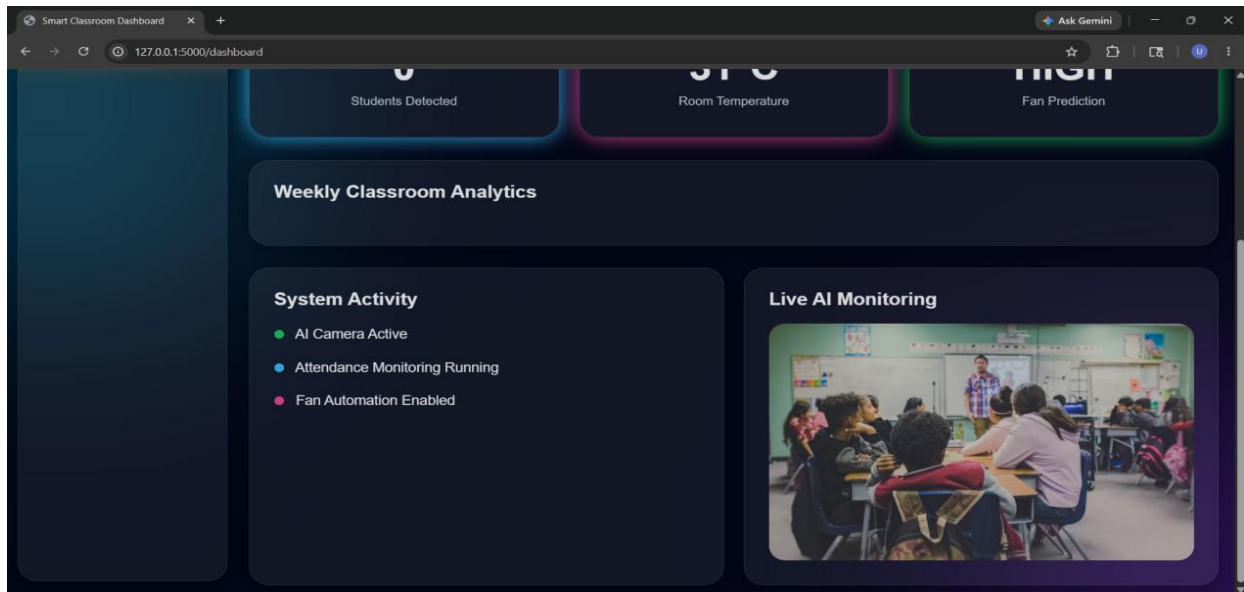 Smart Classroom Dashboard
Ask Gemini
127.0.0.1:5000/dashboard
U
Students Detected
Room Temperature
HIGH
Fan Prediction
Weekly Classroom Analytics
System Activity
AI Camera Active
Attendance Monitoring Running
Fan Automation Enabled
Live AI Monitoring